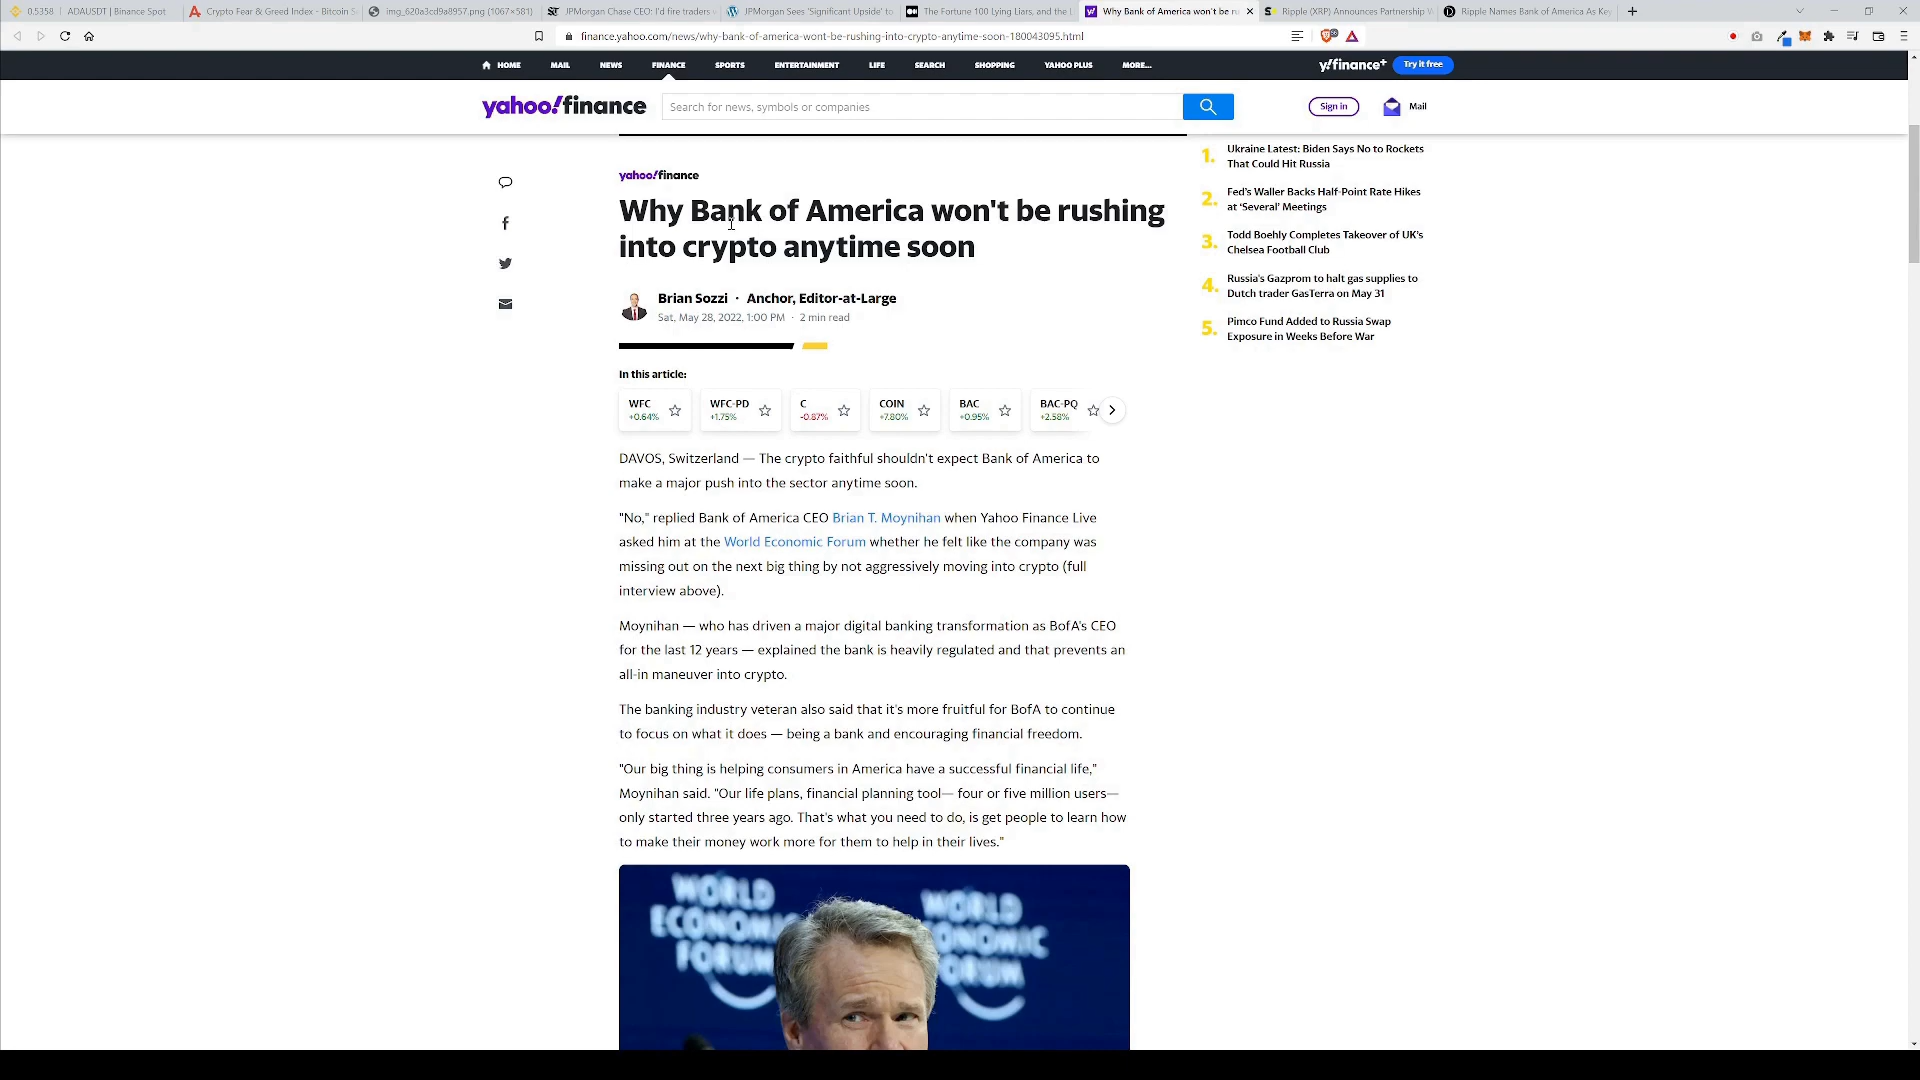 0.5358 ADAUSDT | Binance Spot
Crypto Fear & Greed Index - Bitcoin S
img_620a3cd9a8957.png (1067×581)
JPMorgan Chase CEO: I'd fire traders
JPMorgan Sees 'Significant Upside' to
The Fortune 100 Lying Liars, and the
Why Bank of America won't be ru
Ripple (XRP) Announces Partnership
Ripple Names Bank of America As Key
finance.yahoo.com/news/why-bank-of-america-wont-be-rushing-into-crypto-anytime-soon-180043095.html
HOME MAIL NEWS FINANCE SPORTS ENTERTAINMENT LIFE SEARCH SHOPPING YAHOO PLUS MORE...
y!finance+ Try it free
yahoo!finance
Search for news, symbols or companies
Sign in
Mail
yahoo!finance
Why Bank of America won't be rushing
into crypto anytime soon
Brian Sozzi · Anchor, Editor-at-Large
Sat, May 28, 2022, 1:00 PM · 2 min read
In this article:
WFC
+0.64%
WFC-PD
+1.75%
C
-0.87%
COIN
+7.80%
BAC
+0.95%
BAC-PQ
+2.58%
DAVOS, Switzerland — The crypto faithful shouldn't expect Bank of America to
make a major push into the sector anytime soon.
"No," replied Bank of America CEO Brian T. Moynihan when Yahoo Finance Live
asked him at the World Economic Forum whether he felt like the company was
missing out on the next big thing by not aggressively moving into crypto (full
interview above).
Moynihan — who has driven a major digital banking transformation as BofA's CEO
for the last 12 years — explained the bank is heavily regulated and that prevents an
all-in maneuver into crypto.
The banking industry veteran also said that it's more fruitful for BofA to continue
to focus on what it does — being a bank and encouraging financial freedom.
"Our big thing is helping consumers in America have a successful financial life,"
Moynihan said. "Our life plans, financial planning tool— four or five million users—
only started three years ago. That's what you need to do, is get people to learn how
to make their money work more for them to help in their lives."
WORLD
ECONOMIC
FORUM
WORLD
ECONOMIC
FORUM
1. Ukraine Latest: Biden Says No to Rockets
That Could Hit Russia
2. Fed's Waller Backs Half-Point Rate Hikes
at 'Several' Meetings
3. Todd Boehly Completes Takeover of UK's
Chelsea Football Club
4. Russia's Gazprom to halt gas supplies to
Dutch trader GasTerra on May 31
5. Pimco Fund Added to Russia Swap
Exposure in Weeks Before War